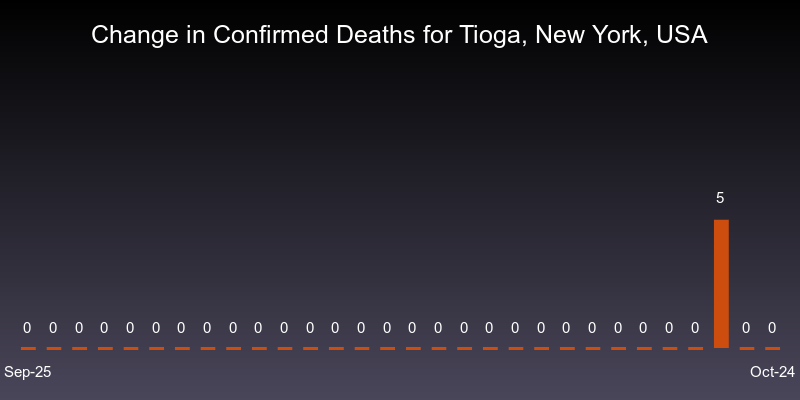 Change in Confirmed Deaths for Tioga, New York, USA
5
0 0 0 0 0 0 0 0 0 0 0 0 0 0 0 0 0 0 0 0 0 0 0 0 0 0 0 0 0
Sep-25 Oct-24